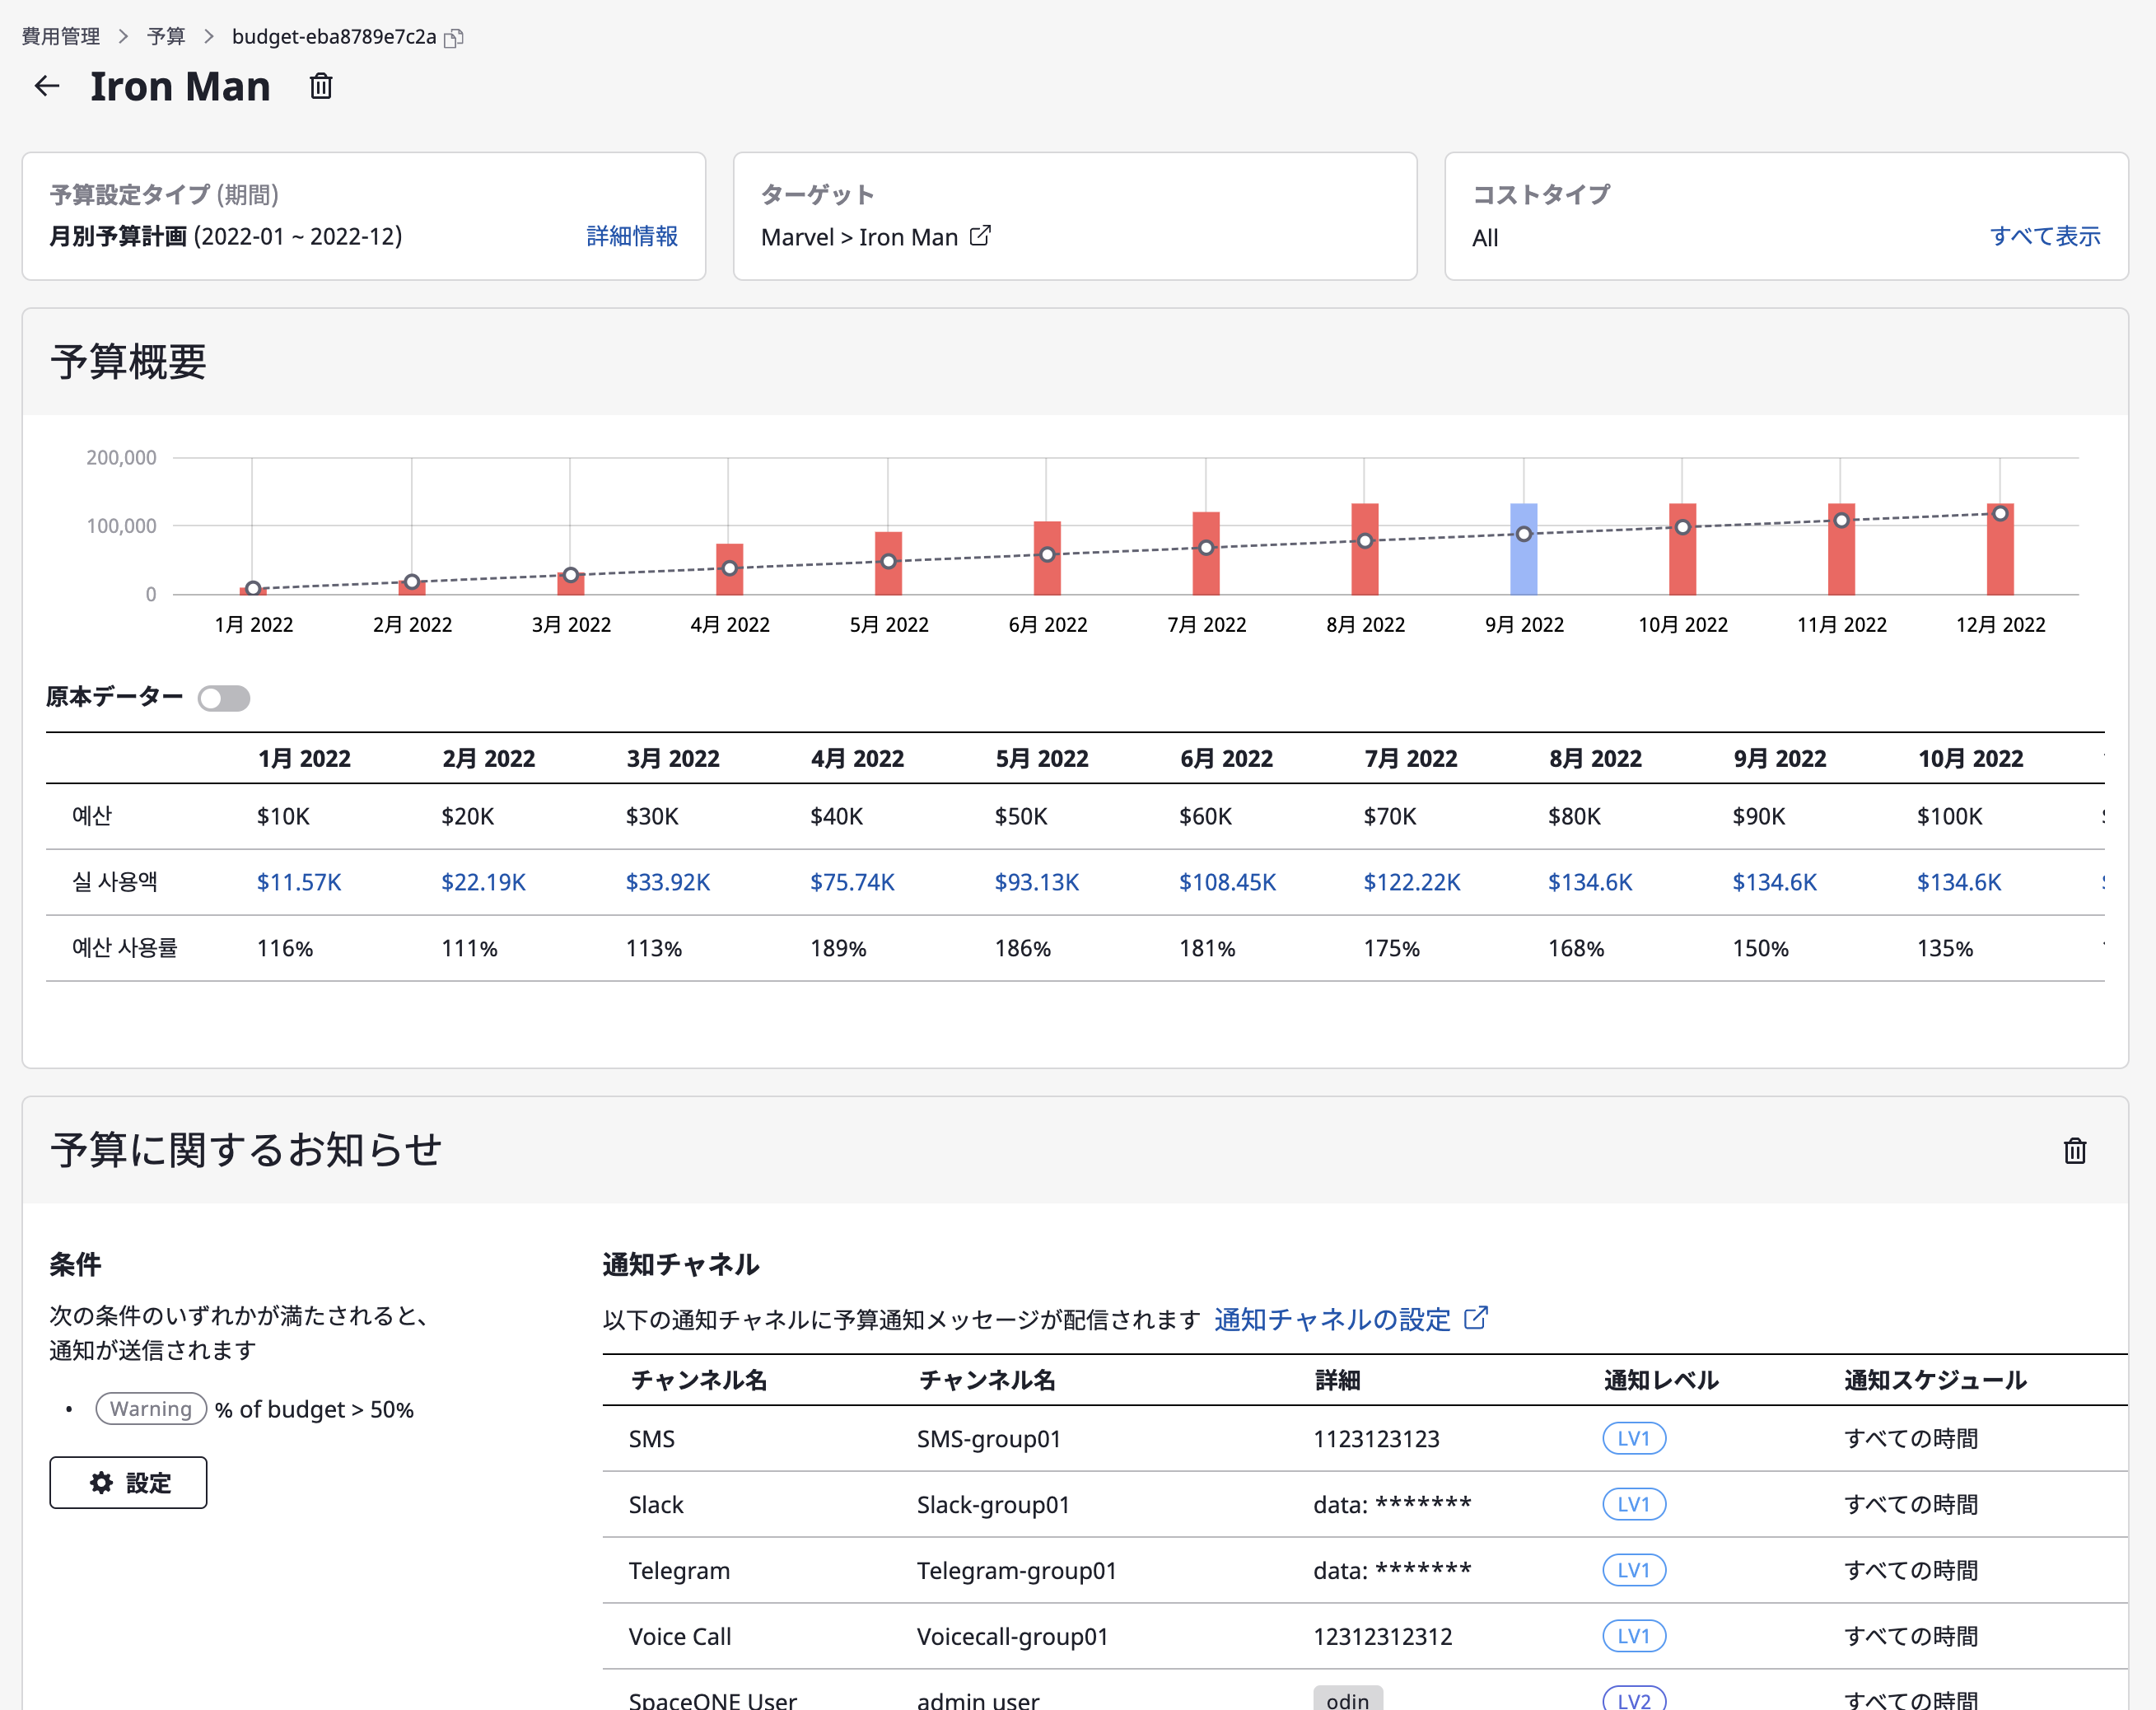 費用管理 > 予算 > budget-eba8789e7c2a
Iron Man
予算設定タイプ (期間)
月別予算計画 (2022-01 ~ 2022-12) 詳細情報
ターゲット
Marvel > Iron Man
コストタイプ
All すべて表示
予算概要
200,000
100,000
0
1月 2022 2月 2022 3月 2022 4月 2022 5月 2022 6月 2022 7月 2022 8月 2022 9月 2022 10月 2022 11月 2022 12月 2022
原本データー
1月 2022 2月 2022 3月 2022 4月 2022 5月 2022 6月 2022 7月 2022 8月 2022 9月 2022 10月 2022
예산 $10K $20K $30K $40K $50K $60K $70K $80K $90K $100K
실 사용액 $11.57K $22.19K $33.92K $75.74K $93.13K $108.45K $122.22K $134.6K $134.6K $134.6K
예산 사용률 116% 111% 113% 189% 186% 181% 175% 168% 150% 135%
予算に関するお知らせ
条件
次の条件のいずれかが満たされると、
通知が送信されます
• Warning % of budget > 50%
設定
通知チャネル
以下の通知チャネルに予算通知メッセージが配信されます 通知チャネルの設定
チャンネル名 チャンネル名 詳細 通知レベル 通知スケジュール
SMS SMS-group01 1123123123 LV1 すべての時間
Slack Slack-group01 data: ******* LV1 すべての時間
Telegram Telegram-group01 data: ******* LV1 すべての時間
Voice Call Voicecall-group01 12312312312 LV1 すべての時間
SpaceONE User admin user odin LV2 すべての時間